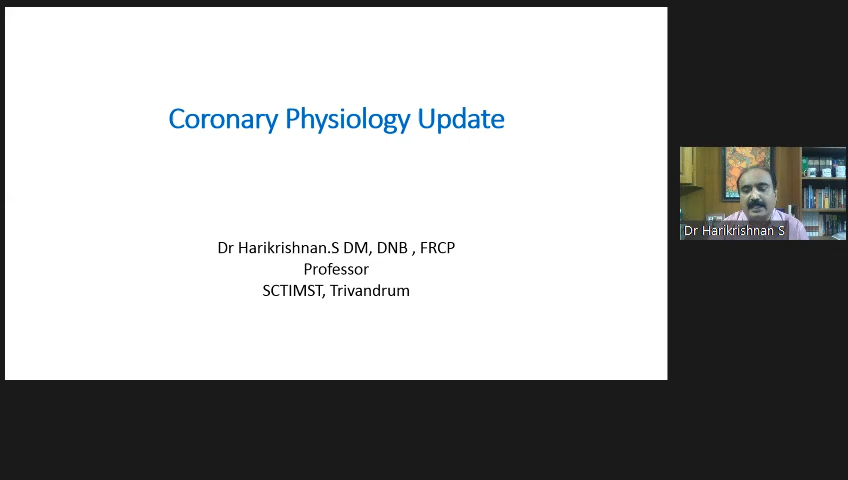 Coronary Physiology Update
Dr Harikrishnan.S DM, DNB , FRCP
Professor
SCTIMST, Trivandrum
Dr Harikrishnan S